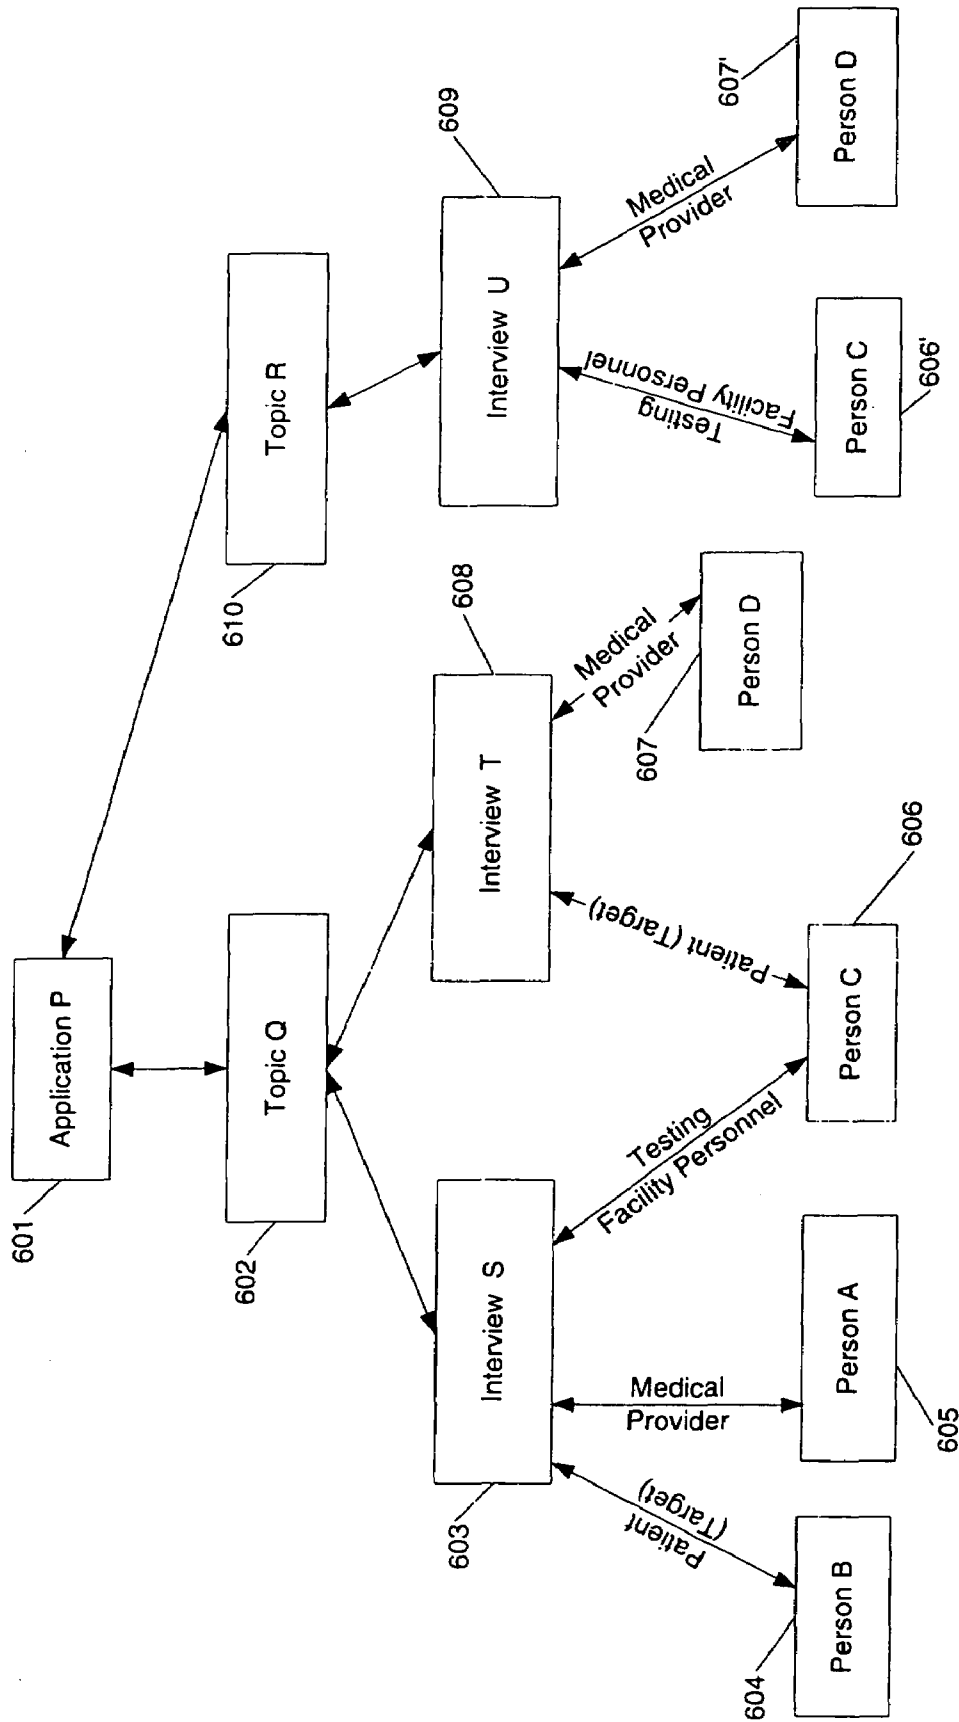 601
Application P
602
Topic Q
610
Topic R
603
Interview S
608
Interview T
609
Interview U
Patient
(Target)
Medical
Provider
Testing
Facility Personnel
Patient (Target)
Medical
Provider
Testing
Facility Personnel
Medical
Provider
604
Person B
605
Person A
606
Person C
607
Person D
606'
Person C
607'
Person D